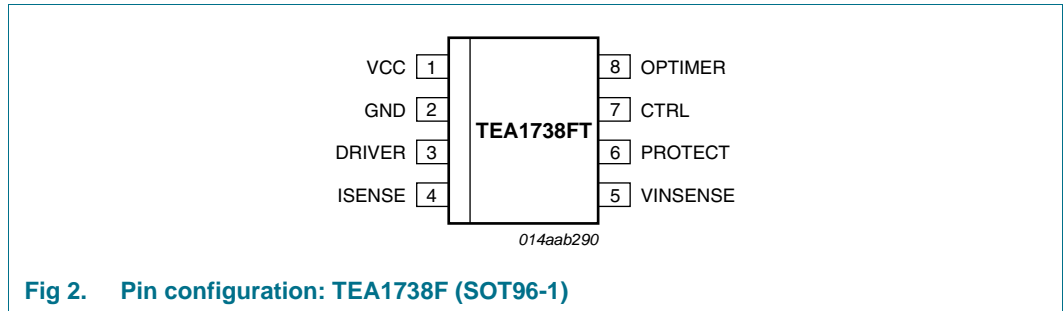 VCC 1 8 OPTIMER
GND 2 7 CTRL
TEA1738FT
DRIVER 3 6 PROTECT
ISENSE 4 5 VINSENSE
014aab290
Fig 2. Pin configuration: TEA1738F (SOT96-1)